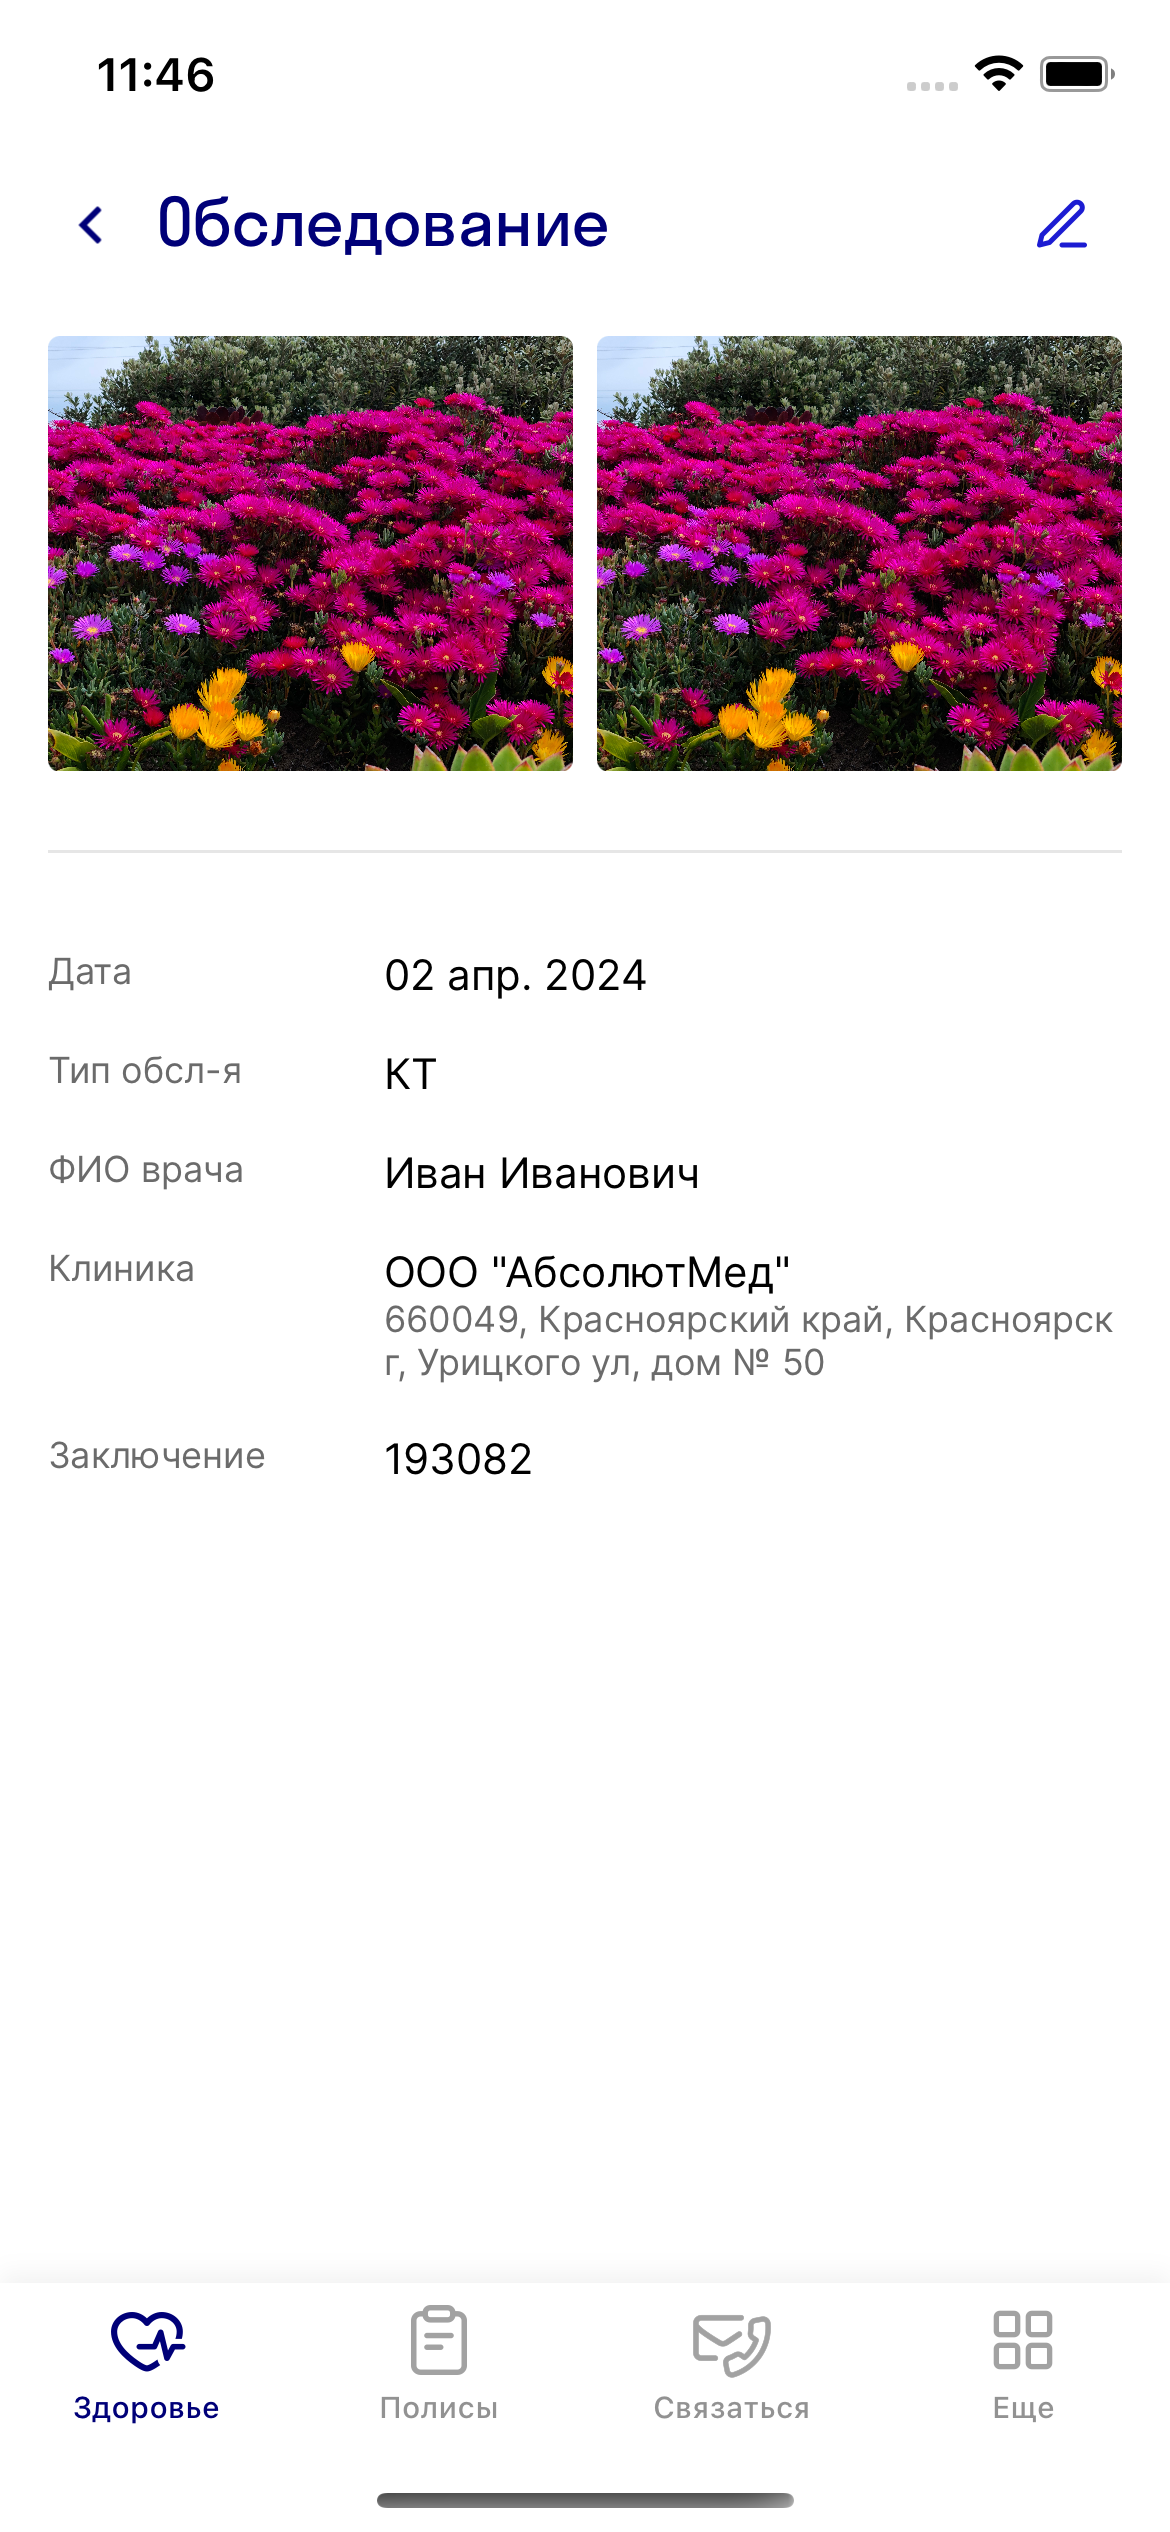 11:46
Обследование
Дата
02 апр. 2024
Тип обсл-я
КТ
ФИО врача
Иван Иванович
Клиника
ООО "АбсолютМед"
660049, Красноярский край, Красноярск
г, Урицкого ул, дом № 50
Заключение
193082
Здоровье
Полисы
Связаться
Еще